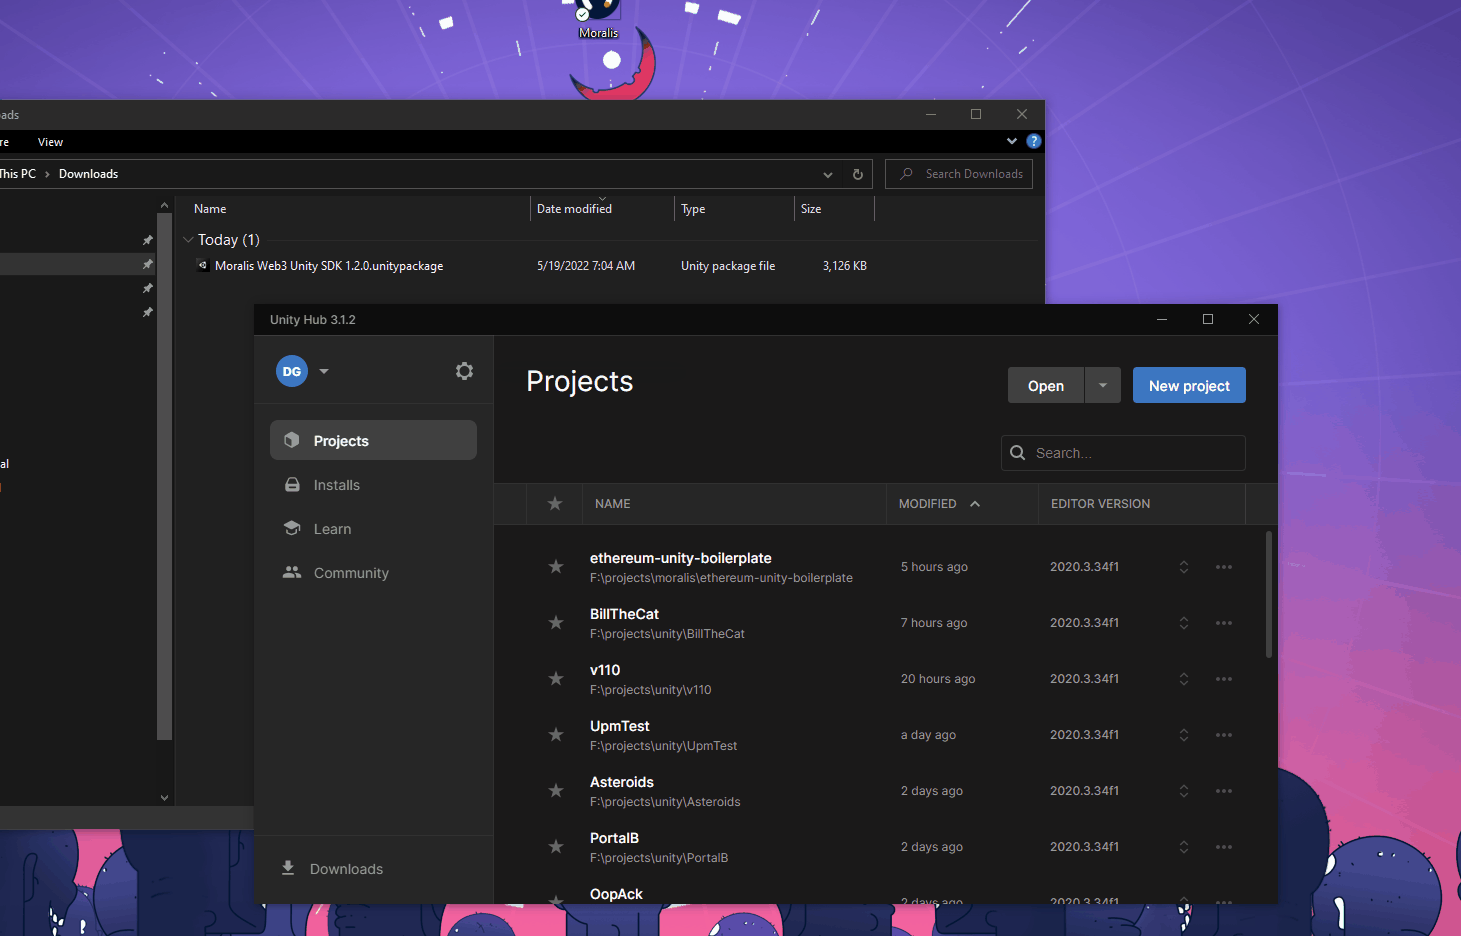 Moralis
ads
re View
This PC > Downloads
Search Downloads
Name Date modified Type Size
Today (1)
Moralis Web3 Unity SDK 1.2.0.unitypackage 5/19/2022 7:04 AM Unity package file 3,126 KB
al
Unity Hub 3.1.2
DG
Projects
Installs
Learn
Community
Downloads
Projects
Open
New project
Search...
NAME MODIFIED EDITOR VERSION
ethereum-unity-boilerplate
F:\projects\moralis\ethereum-unity-boilerplate
5 hours ago 2020.3.34f1
BillTheCat
F:\projects\unity\BillTheCat
7 hours ago 2020.3.34f1
v110
F:\projects\unity\v110
20 hours ago 2020.3.34f1
UpmTest
F:\projects\unity\UpmTest
a day ago 2020.3.34f1
Asteroids
F:\projects\unity\Asteroids
2 days ago 2020.3.34f1
PortalB
F:\projects\unity\PortalB
2 days ago 2020.3.34f1
OopAck
2 days ago 2020.3.34f1